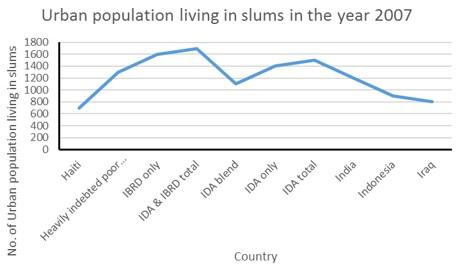 Urban population living in slums in the year 2007
No. of Urban population living in slums
1800
1600
1400
1200
1000
800
600
400
200
0
Haiti
Heavily indebted poor...
IBRD only
IDA & IBRD total
IDA blend
IDA only
IDA total
India
Indonesia
Iraq
Country